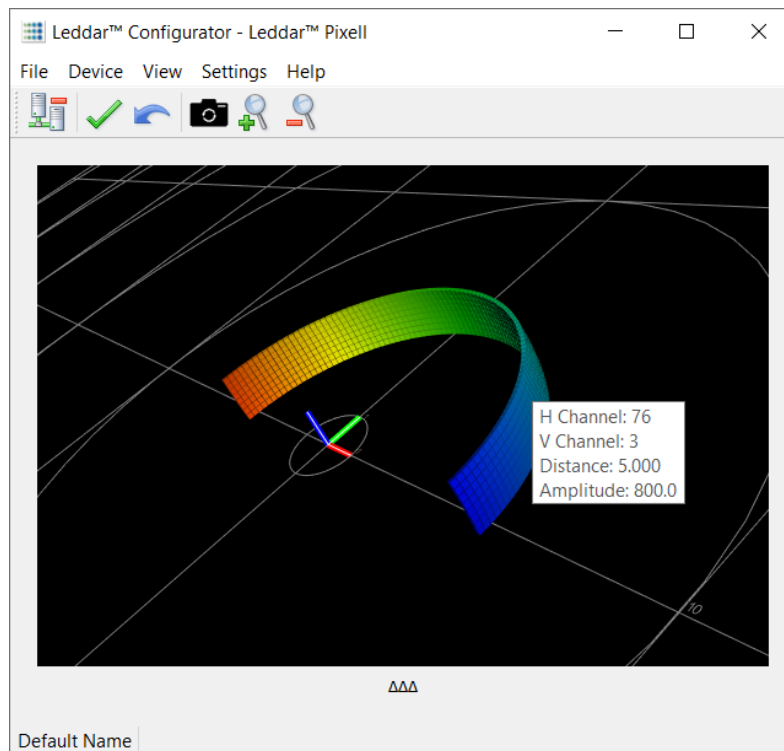 Leddar™ Configurator - Leddar™ Pixell
File Device View Settings Help
H Channel: 76
V Channel: 3
Distance: 5.000
Amplitude: 800.0
10
ΔΔΔ
Default Name